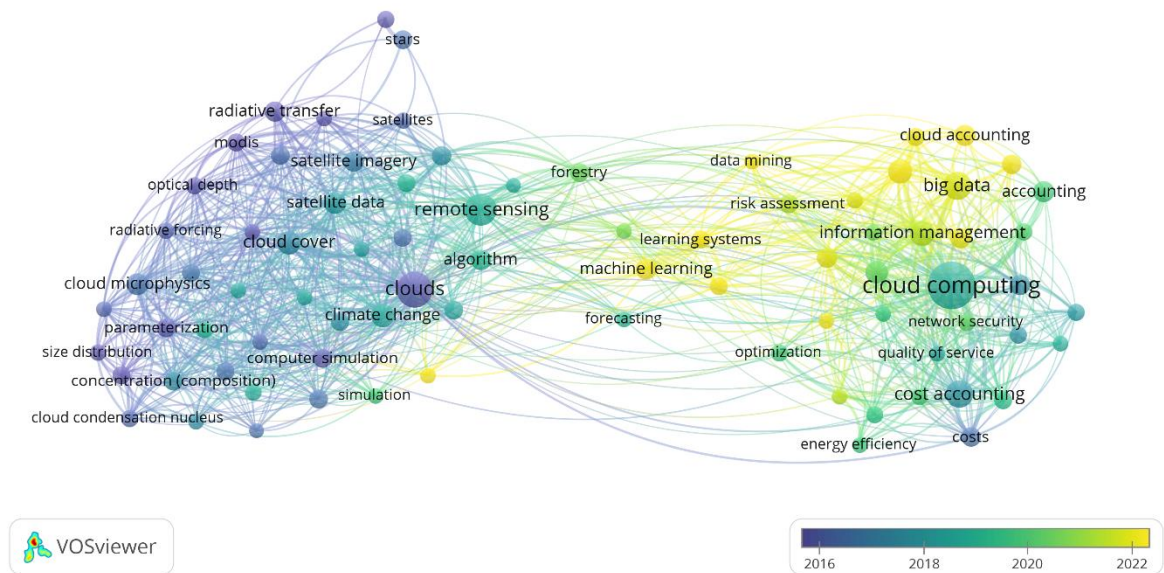 stars
radiative transfer
satellites
cloud accounting
modis
satellite imagery
data mining
forestry
optical depth
big data
accounting
satellite data
remote sensing
risk assessment
radiative forcing
information management
cloud cover
learning systems
algorithm
machine learning
cloud microphysics
clouds
cloud computing
climate change
forecasting
network security
parameterization
size distribution
computer simulation
optimization
quality of service
concentration (composition)
simulation
cost accounting
cloud condensation nucleus
energy efficiency
costs
VOSviewer
2016
2018
2020
2022